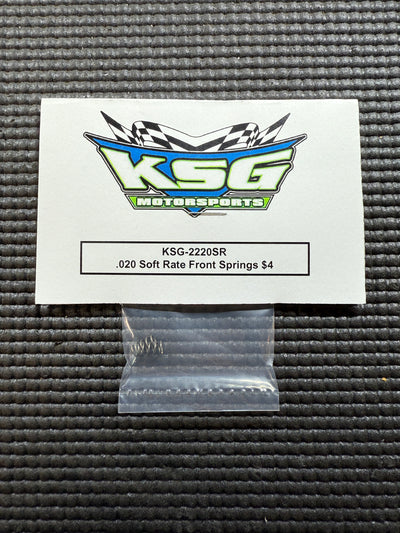 KSG
MOTORSPORTS
KSG-2220SR
.020 Soft Rate Front Springs $4